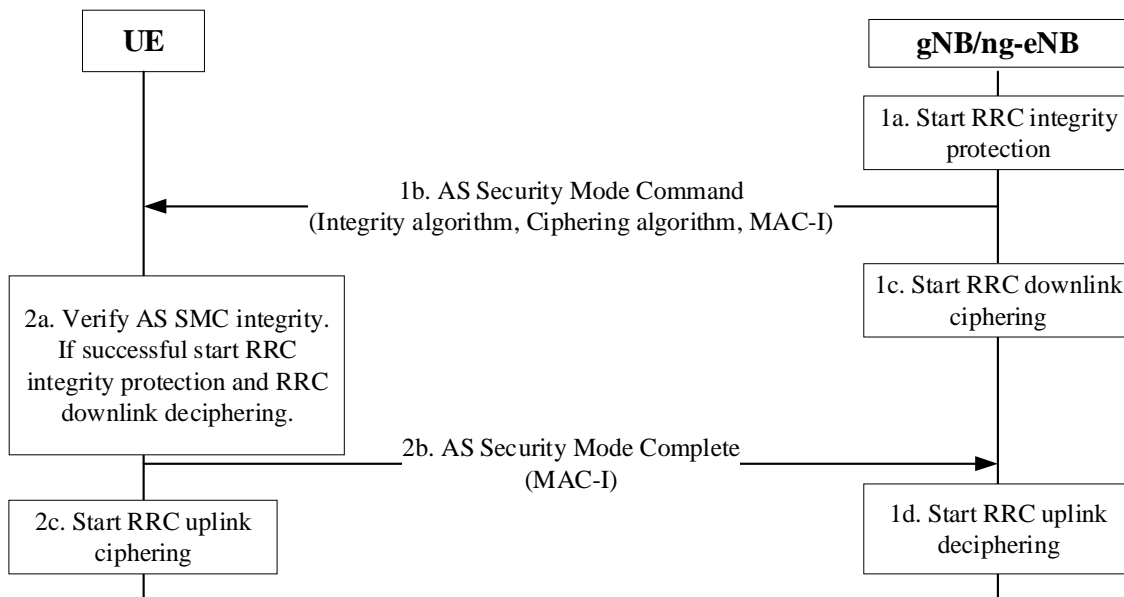 UE
gNB/ng-eNB
1a. Start RRC integrity
protection
1b. AS Security Mode Command
(Integrity algorithm, Ciphering algorithm, MAC-I)
1c. Start RRC downlink
ciphering
2a. Verify AS SMC integrity.
If successful start RRC
integrity protection and RRC
downlink deciphering.
2b. AS Security Mode Complete
(MAC-I)
2c. Start RRC uplink
ciphering
1d. Start RRC uplink
deciphering